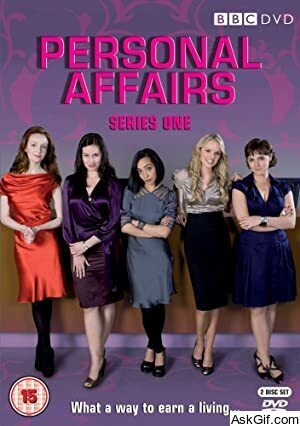 BBC DVD
PERSONAL
AFFAIRS
SERIES ONE
15
What a way to earn a living...
2 DISC SET
DVD
AskGif.com